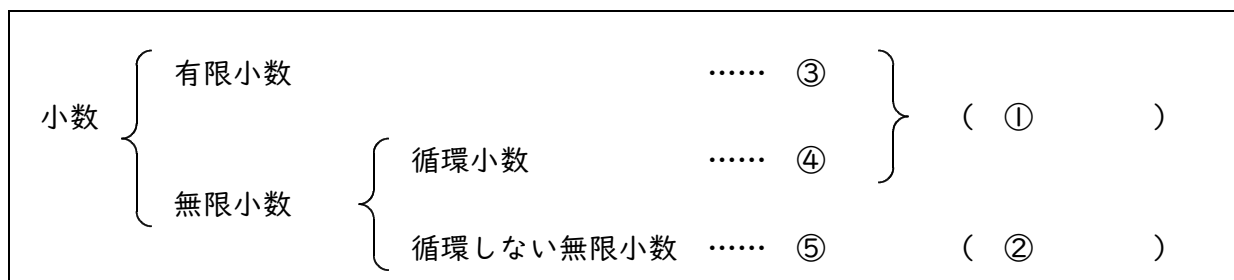 有限小数 …… ③
小数 ( ① )
循環小数 …… ④
無限小数
循環しない無限小数 …… ⑤ ( ② )